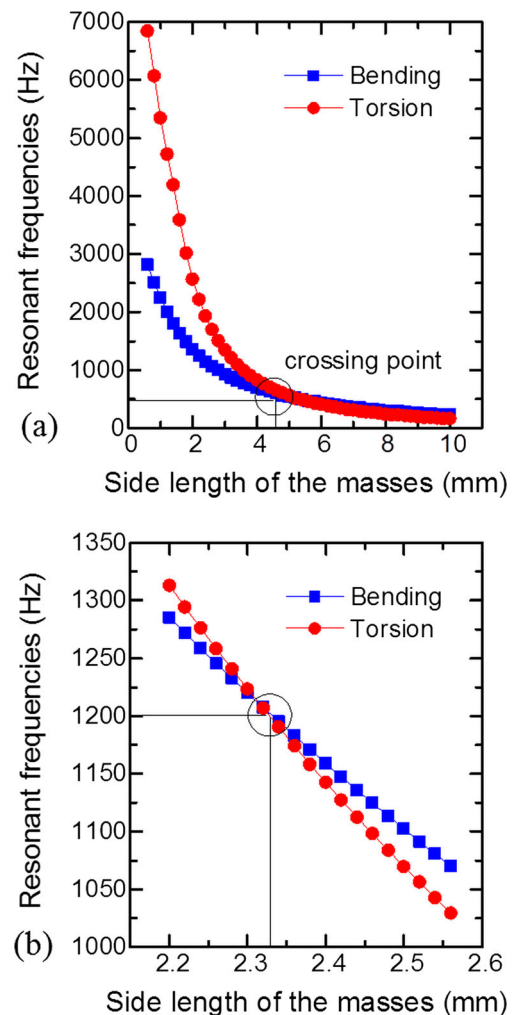 7000
6000
5000
4000
3000
2000
1000
0
Resonant frequencies (Hz)
Bending
Torsion
crossing point
0 2 4 6 8 10
Side length of the masses (mm)
(a)
1350
1300
1250
1200
1150
1100
1050
1000
Resonant frequencies (Hz)
Bending
Torsion
2.2 2.3 2.4 2.5 2.6
Side length of the masses (mm)
(b)